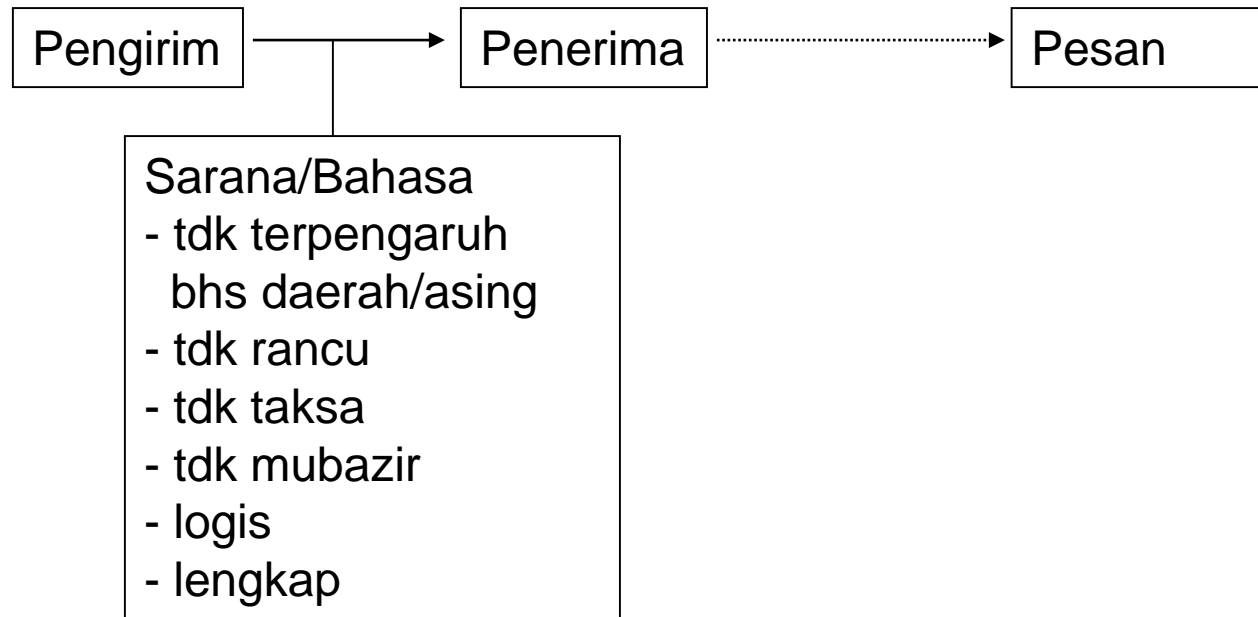 Pengirim
Penerima
Pesan
Sarana/Bahasa
- tdk terpengaruh
bhs daerah/asing
- tdk rancu
- tdk taksa
- tdk mubazir
- logis
- lengkap